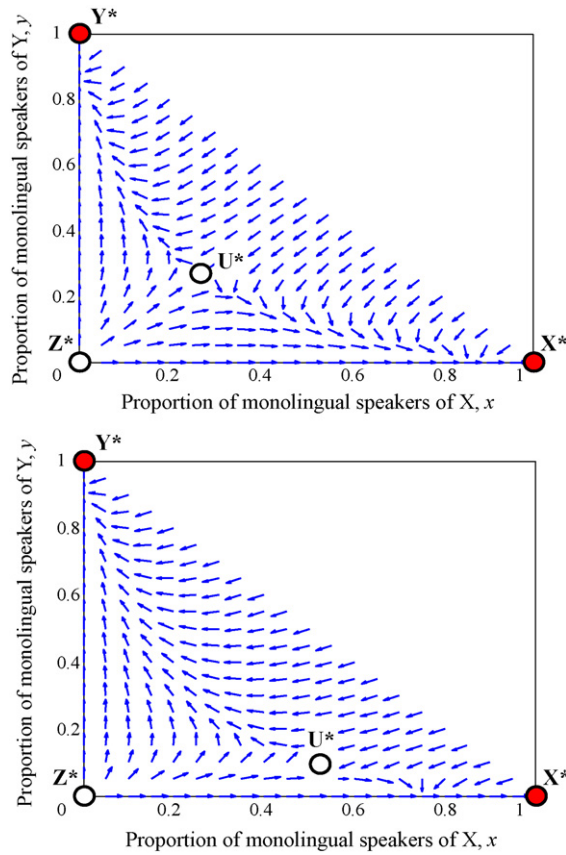 Y*
1
0.8
0.6
0.4
0.2
Proportion of monolingual speakers of Y, y
U*
Z*
X*
0
0.2
0.4
0.6
0.8
1
Proportion of monolingual speakers of X, x
Y*
1
0.8
0.6
0.4
0.2
Proportion of monolingual speakers of Y, y
U*
Z*
X*
0
0.2
0.4
0.6
0.8
1
Proportion of monolingual speakers of X, x